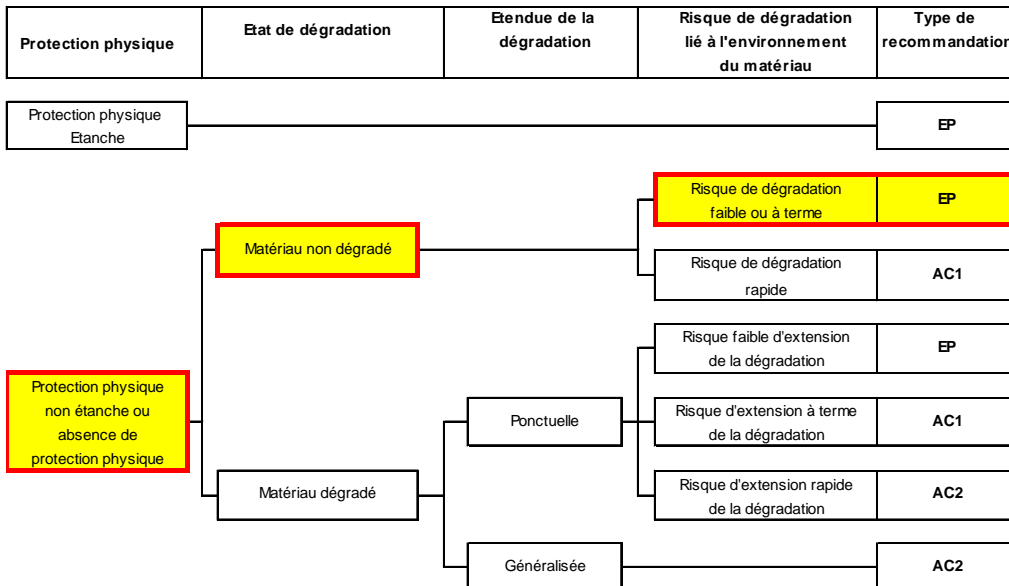 Protection physique
Etat de dégradation
Etendue de la
dégradation
Risque de dégradation
lié à l'environnement
du matériau
Type de
recommandation
Protection physique
Etanche
EP
Risque de dégradation
faible ou à terme
EP
Matériau non dégradé
Risque de dégradation
rapide
AC1
Risque faible d'extension
de la dégradation
EP
Protection physique
non étanche ou
absence de
protection physique
Ponctuelle
Risque d'extension à terme
de la dégradation
AC1
Matériau dégradé
Risque d'extension rapide
de la dégradation
AC2
Généralisée
AC2